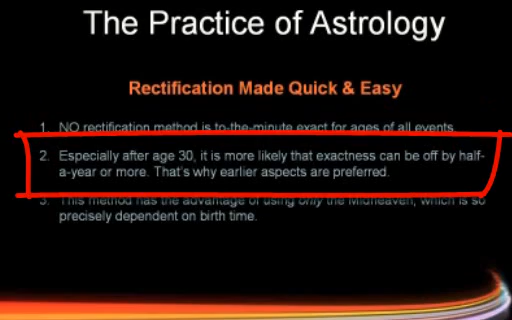 The Practice of Astrology
Rectification Made Quick & Easy
1. NO rectification method is to-the-minute exact for ages of all events.
2. Especially after age 30, it is more likely that exactness can be off by half-
a-year or more. That's why earlier aspects are preferred.
3. This method has the advantage of using only the Midheaven, which is so
precisely dependent on birth time.